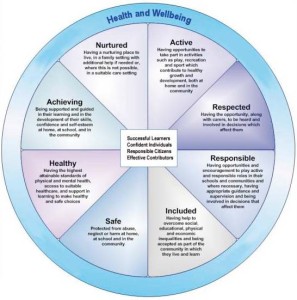 Health and Wellbeing
Nurtured
Having a nurturing place to
live, in a family setting with
additional help if needed or,
where this is not possible,
in a suitable care setting
Active
Having opportunities to
take part in activities
such as play, recreation
and sport which
contribute to healthy
growth and
development, both at
home and in the
community
Respected
Having the opportunity, along
with carers, to be heard and
involved in decisions which
affect them
Responsible
Having opportunities and
encouragement to play active
and responsible roles in their
schools and communities and
where necessary, having
appropriate guidance and
supervision and being
involved in decisions that
affect them
Included
Having help to
overcome social,
educational, physical
and economic
inequalities and being
accepted as part of the
community in which
they live and learn
Safe
Protected from abuse,
neglect or harm at home,
at school and in the
community
Healthy
Having the highest
attainable standards of
physical and mental health,
access to suitable
healthcare, and support in
learning to make healthy
and safe choices
Achieving
Being supported and guided
in their learning and in the
development of their skills,
confidence and self-esteem
at home, at school, and in
the community
Successful Learners
Confident Individuals
Responsible Citizens
Effective Contributors